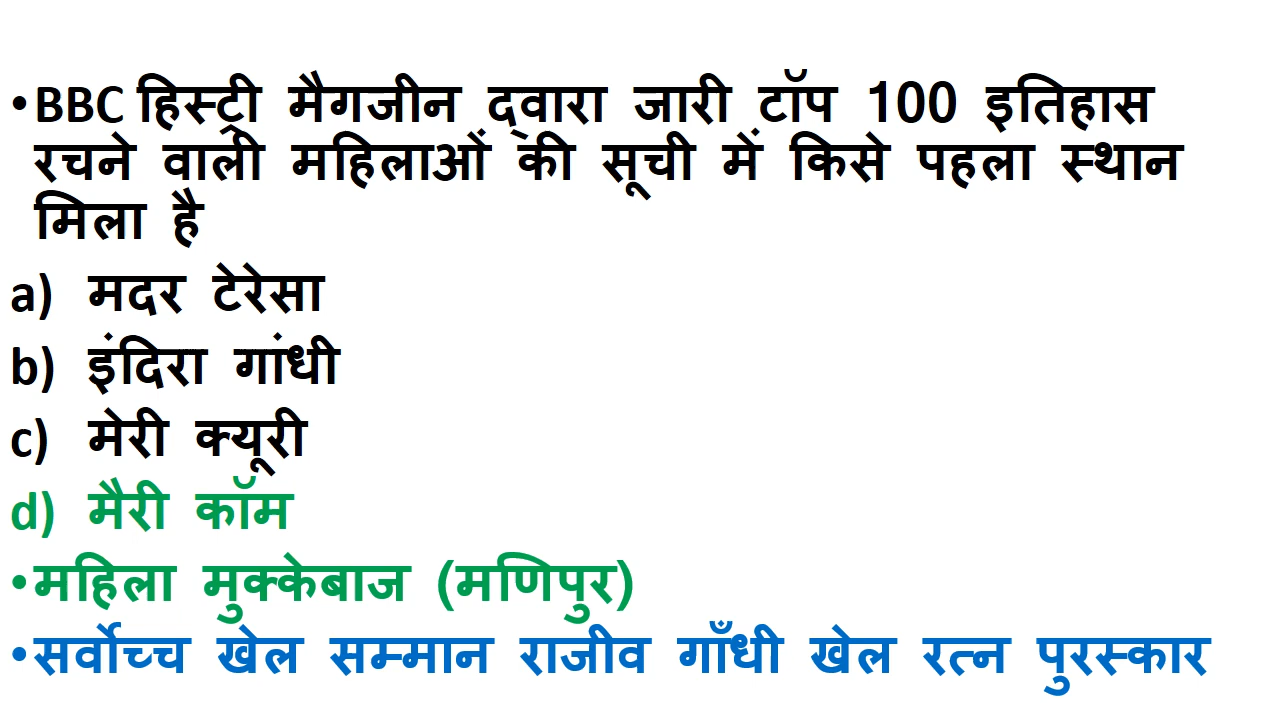 •BBC हिस्ट्री मैगजीन द्वारा जारी टॉप 100 इतिहास
रचने वाली महिलाओं की सूची में किसे पहला स्थान
मिला है
a) मदर टेरेसा
b) इंदिरा गांधी
c) मेरी क्यूरी
d) मैरी कॉम
•महिला मुक्केबाज (मणिपुर)
•सर्वोच्च खेल सम्मान राजीव गाँधी खेल रत्न पुरस्कार